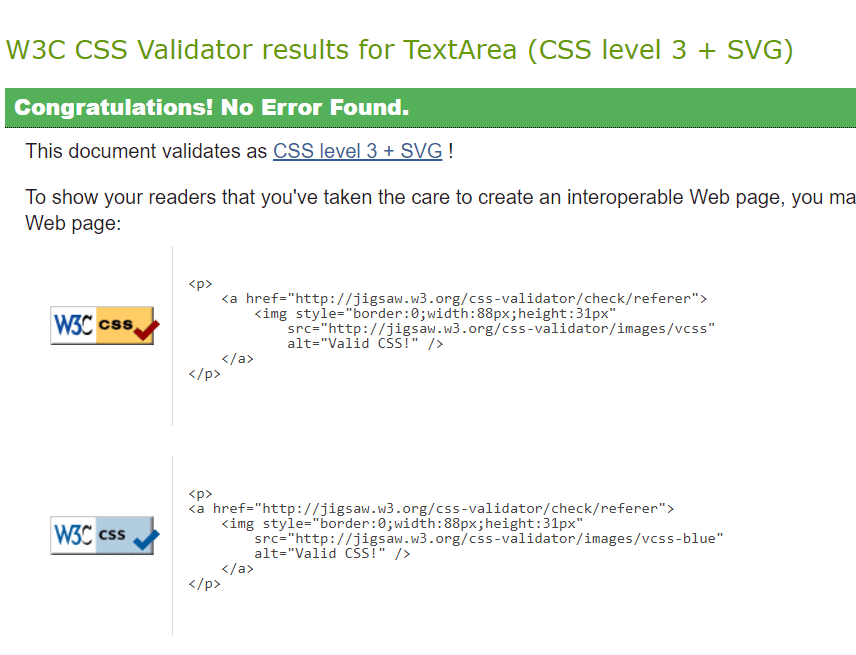 W3C CSS Validator results for TextArea (CSS level 3 + SVG)
Congratulations! No Error Found.
This document validates as CSS level 3 + SVG !
To show your readers that you've taken the care to create an interoperable Web page, you ma
Web page:
W3C css
<p>
    <a href="http://jigsaw.w3.org/css-validator/check/referer">
        <img style="border:0;width:88px;height:31px"
            src="http://jigsaw.w3.org/css-validator/images/vcss"
            alt="Valid CSS!" />
    </a>
</p>
W3C css
<p>
<a href="http://jigsaw.w3.org/css-validator/check/referer">
    <img style="border:0;width:88px;height:31px"
        src="http://jigsaw.w3.org/css-validator/images/vcss-blue"
        alt="Valid CSS!" />
    </a>
</p>